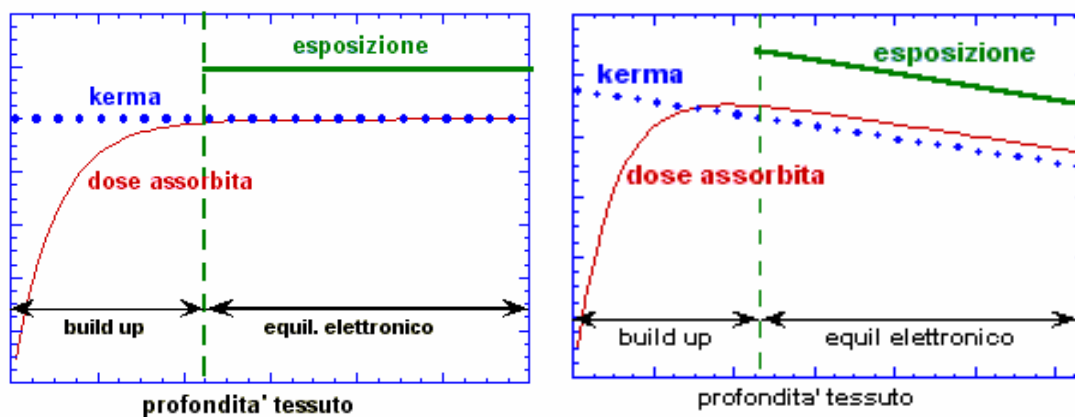 esposizione
kerma
dose assorbita
build up
equil. elettronico
profondita' tessuto
esposizione
kerma
dose assorbita
build up
equil elettronico
profondita' tessuto